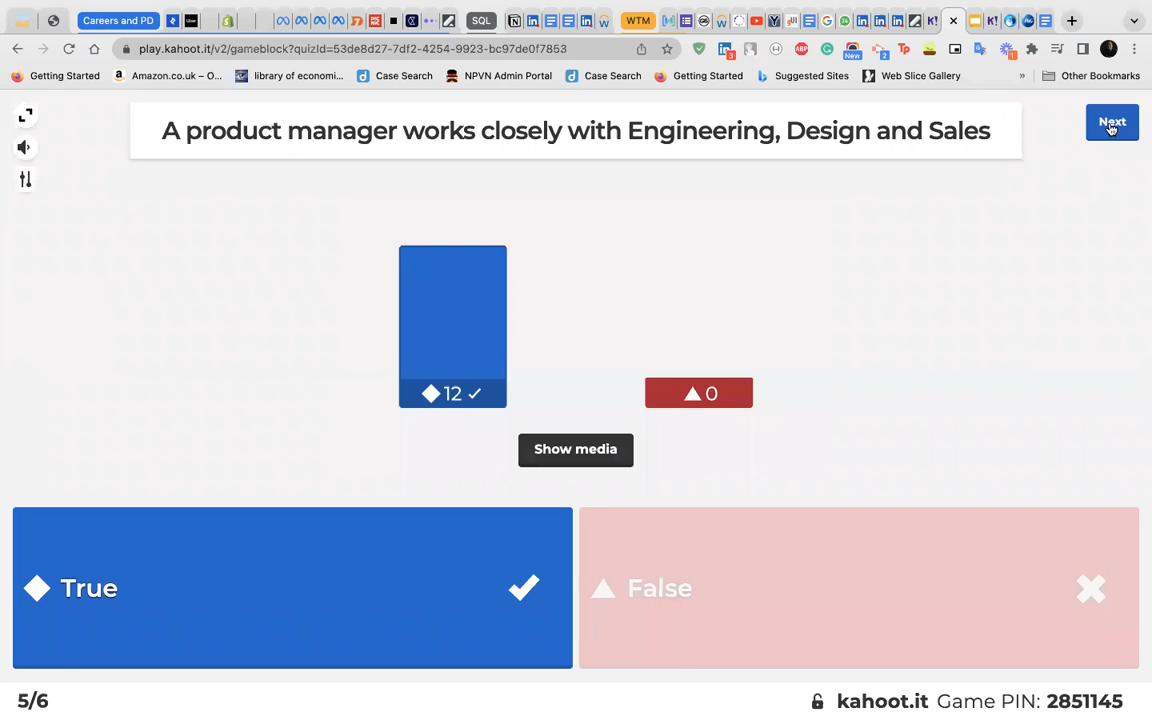 Careers and PD
SQL
WTM
play.kahoot.it/v2/gameblock?quizId=53de8d27-7df2-4254-9923-bc97de0f7853
Getting Started
Amazon.co.uk – O...
library of economi...
Case Search
NPVN Admin Portal
Case Search
Getting Started
Suggested Sites
Web Slice Gallery
»
Other Bookmarks
A product manager works closely with Engineering, Design and Sales
Next
12
0
Show media
True
False
5/6
kahoot.it Game PIN: 2851145